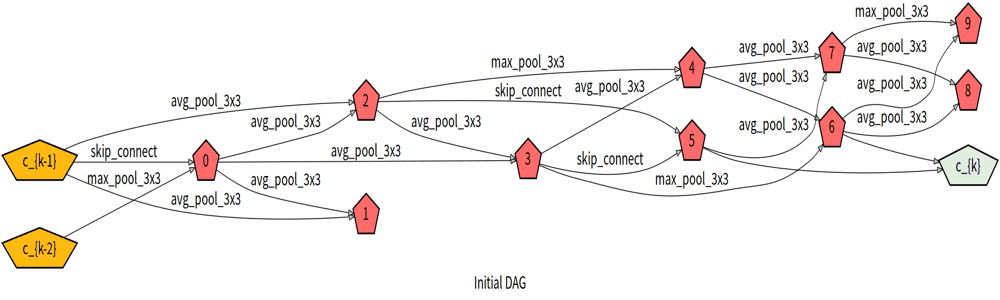 max_pool_3x3
9
avg_pool_3x3
7
avg_pool_3x3
max_pool_3x3
4
avg_pool_3x3
avg_pool_3x3
8
skip_connect
avg_pool_3x3
avg_pool_3x3
2
avg_pool_3x3
avg_pool_3x3
avg_pool_3x3
avg_pool_3x3
6
5
c_{k-1}
skip_connect
0
avg_pool_3x3
3
skip_connect
c_{k}
max_pool_3x3
avg_pool_3x3
max_pool_3x3
avg_pool_3x3
1
c_{k-2}
Initial DAG